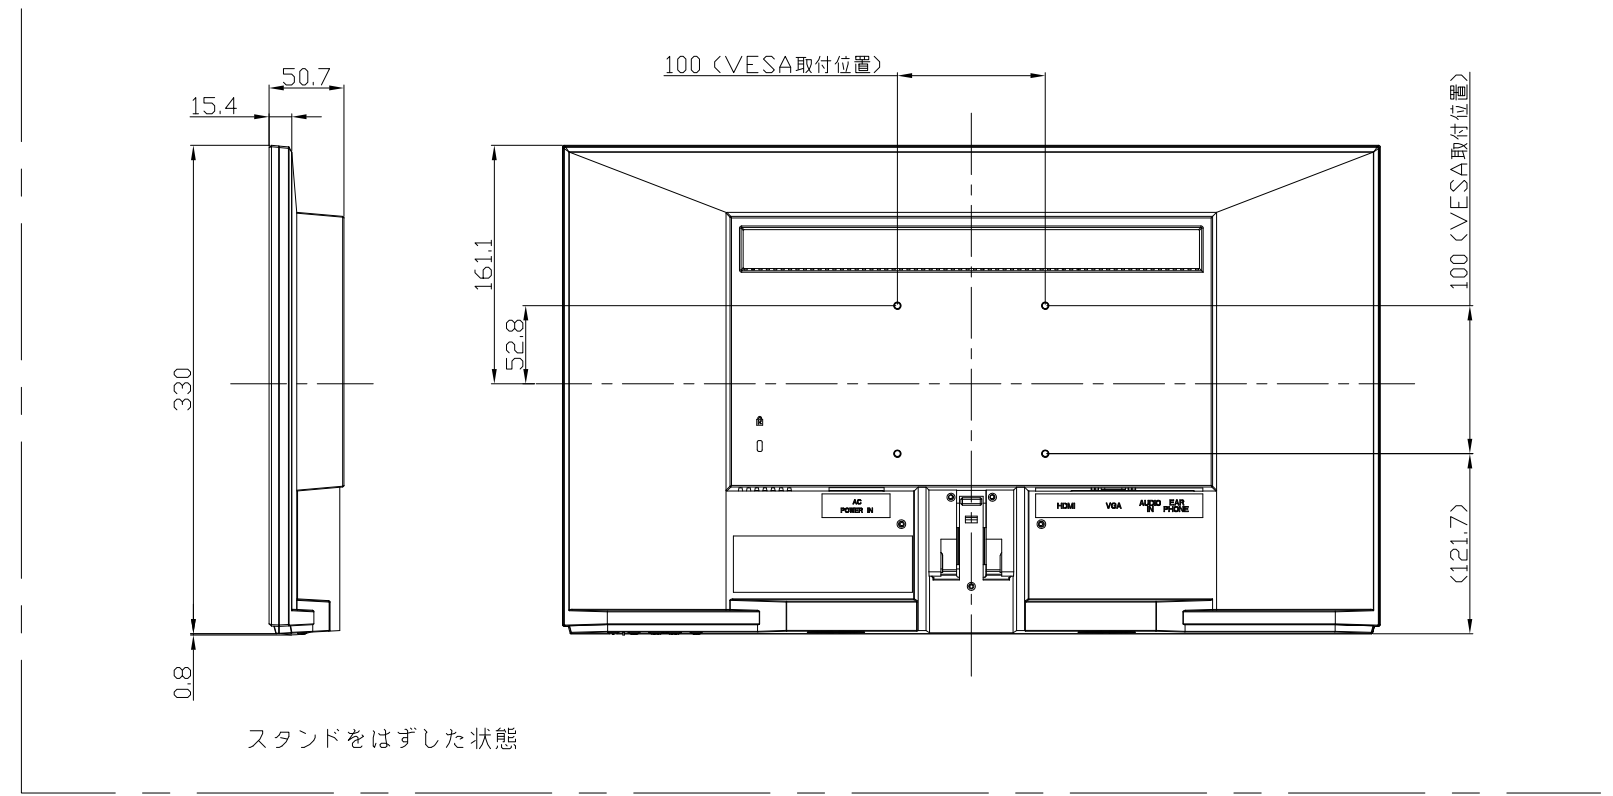 100 (VESA取付位置)
50.7
15.4
100 (VESA取付位置)
161.1
52.8
330
AC
POWER IN
HDMI
VGA
AUDIO
IN
EAR
PHONE
(121.7)
0.8
スタンドをはずした状態